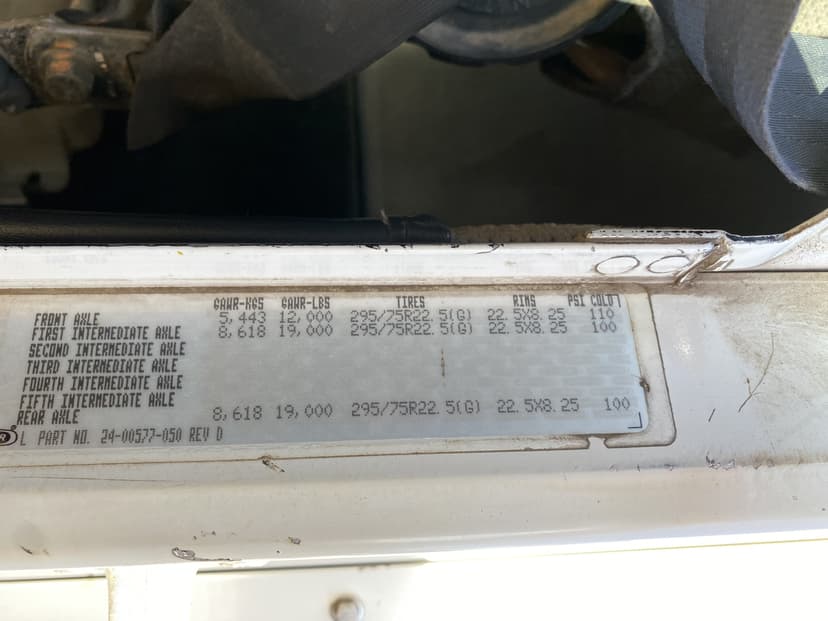 GAWR-KGS GAWR-LBS TIRES RIMS PSI COLD
FRONT AXLE 5,443 12,000 295/75R22.5(G) 22.5X8.25 110
FIRST INTERMEDIATE AXLE 8,618 19,000 295/75R22.5(G) 22.5X8.25 100
SECOND INTERMEDIATE AXLE
THIRD INTERMEDIATE AXLE
FOURTH INTERMEDIATE AXLE
FIFTH INTERMEDIATE AXLE
REAR AXLE 8,618 19,000 295/75R22.5(G) 22.5X8.25 100
L PART NO. 24-00577-050 REV D